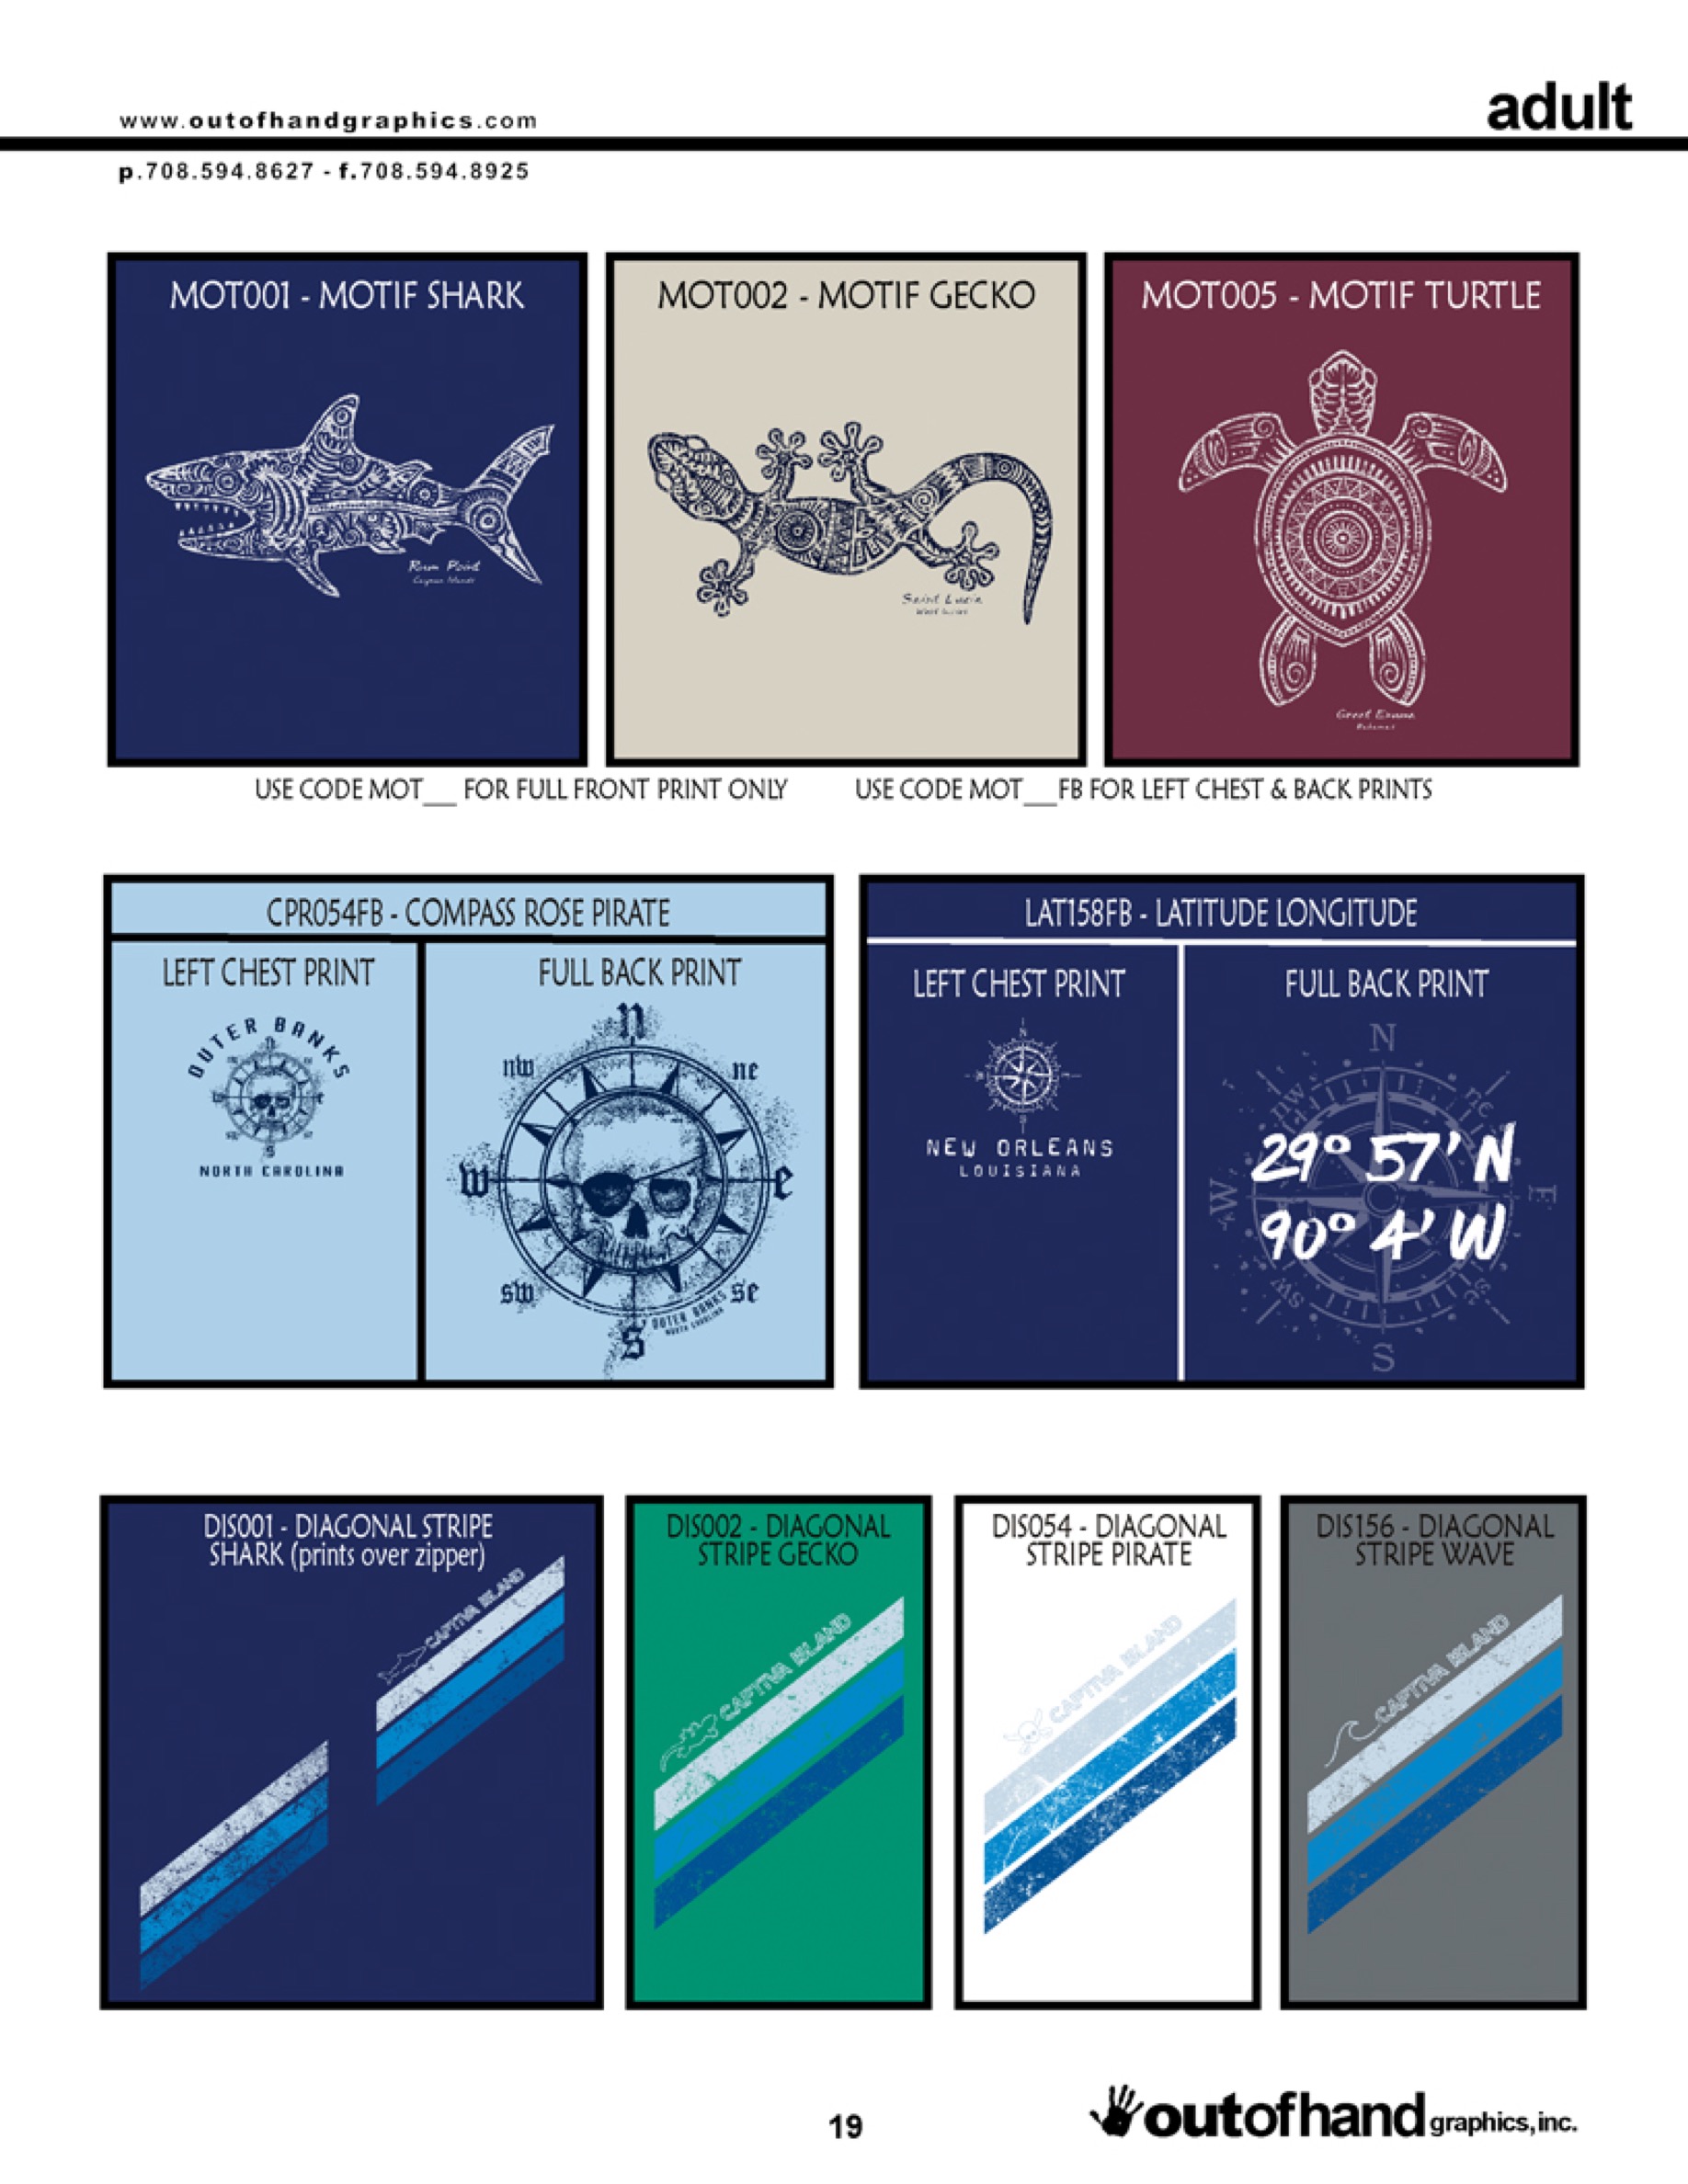 adult
www.outofhandgraphics.com
p.708.594.8627 - f.708.594.8925
MOT001 - MOTIF SHARK
Rum Point
Cayman Islands
MOT002 - MOTIF GECKO
Saint Lucia
West Indies
MOT005 - MOTIF TURTLE
Great Exuma
Bahamas
USE CODE MOT__ FOR FULL FRONT PRINT ONLY
USE CODE MOT__FB FOR LEFT CHEST & BACK PRINTS
CPR054FB - COMPASS ROSE PIRATE
LEFT CHEST PRINT
OUTER BANKS
n
w
e
sw
se
s
NORTH CAROLINA
FULL BACK PRINT
n
nw
ne
w
e
sw
se
s
OUTER BANKS
NORTH CAROLINA
LAT158FB - LATITUDE LONGITUDE
LEFT CHEST PRINT
N
S
NEW ORLEANS
LOUISIANA
FULL BACK PRINT
N
nw
ne
29° 57' N
W
E
90° 4' W
sw
se
S
DIS001 - DIAGONAL STRIPE
SHARK (prints over zipper)
CAPTIVA ISLAND
DIS002 - DIAGONAL
STRIPE GECKO
CAPTIVA ISLAND
DIS054 - DIAGONAL
STRIPE PIRATE
CAPTIVA ISLAND
DIS156 - DIAGONAL
STRIPE WAVE
CAPTIVA ISLAND
19
outofhand graphics, inc.